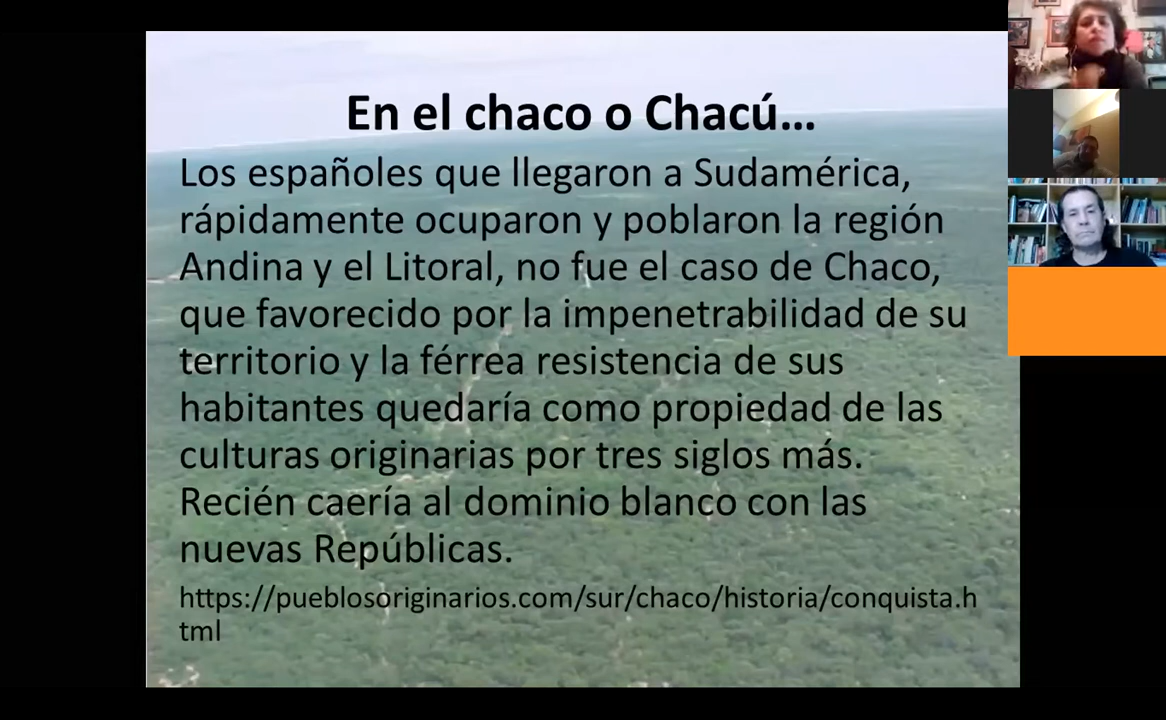 En el chaco o Chacú...
Los españoles que llegaron a Sudamérica,
rápidamente ocuparon y poblaron la región
Andina y el Litoral, no fue el caso de Chaco,
que favorecido por la impenetrabilidad de su
territorio y la férrea resistencia de sus
habitantes quedaría como propiedad de las
culturas originarias por tres siglos más.
Recién caería al dominio blanco con las
nuevas Repúblicas.
https://pueblosoriginarios.com/sur/chaco/historia/conquista.h
tml